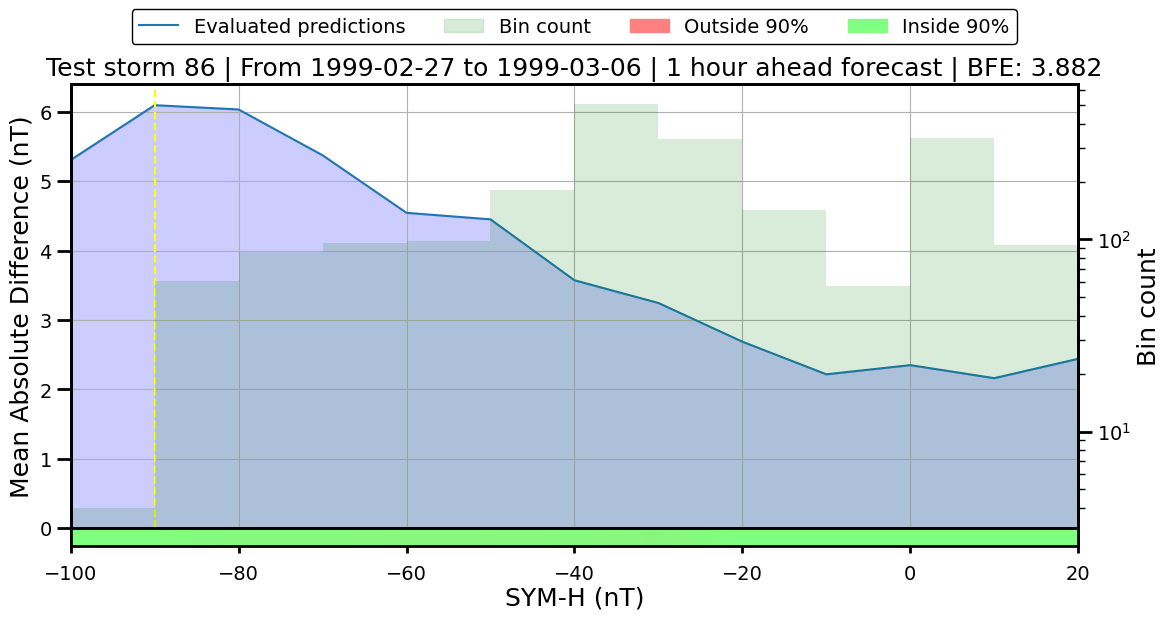 Evaluated predictions Bin count Outside 90% Inside 90%
Test storm 86 | From 1999-02-27 to 1999-03-06 | 1 hour ahead forecast | BFE: 3.882
Mean Absolute Difference (nT)
6
5
4
3
2
1
0
10²
10¹
Bin count
−100 −80 −60 −40 −20 0 20
SYM-H (nT)